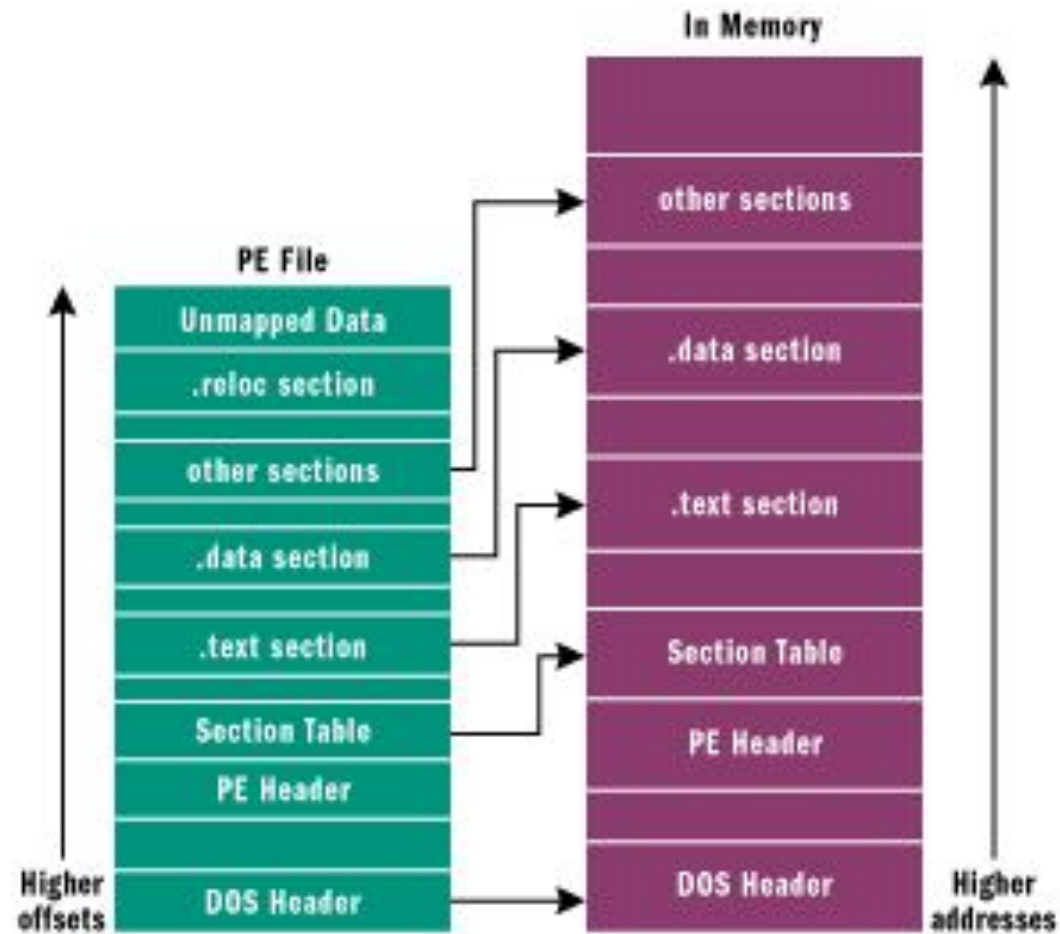 In Memory
other sections
.data section
.text section
Section Table
PE Header
DOS Header
PE File
Unmapped Data
.reloc section
other sections
.data section
.text section
Section Table
PE Header
DOS Header
Higher
offsets
Higher
addresses